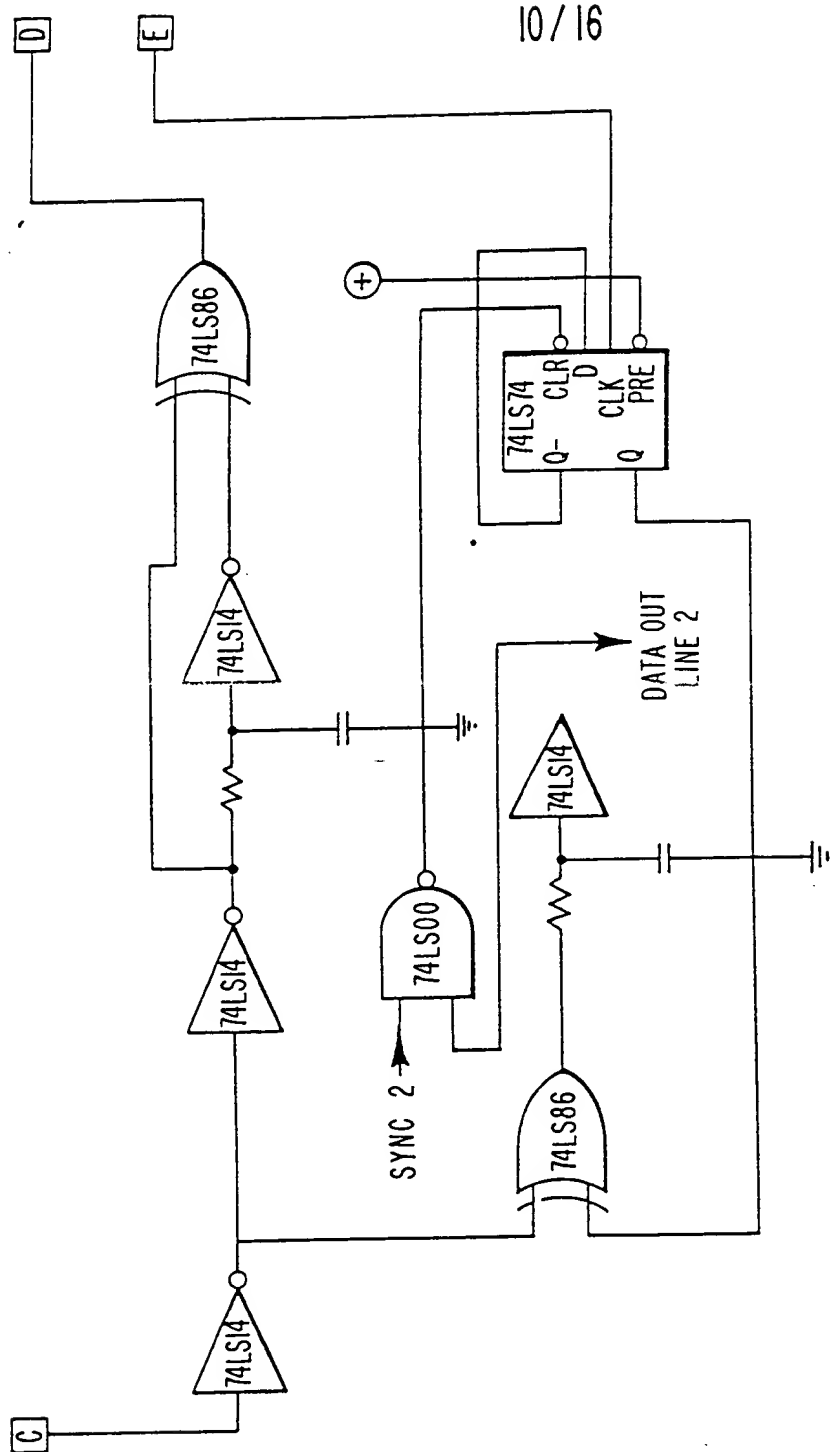 10/16
D
E
C
74LS14
74LS14
74LS14
74LS86
+
SYNC 2
74LS00
74LS74
CLR
D
CLK
PRE
Q-
Q
74LS86
74LS14
DATA OUT
LINE 2